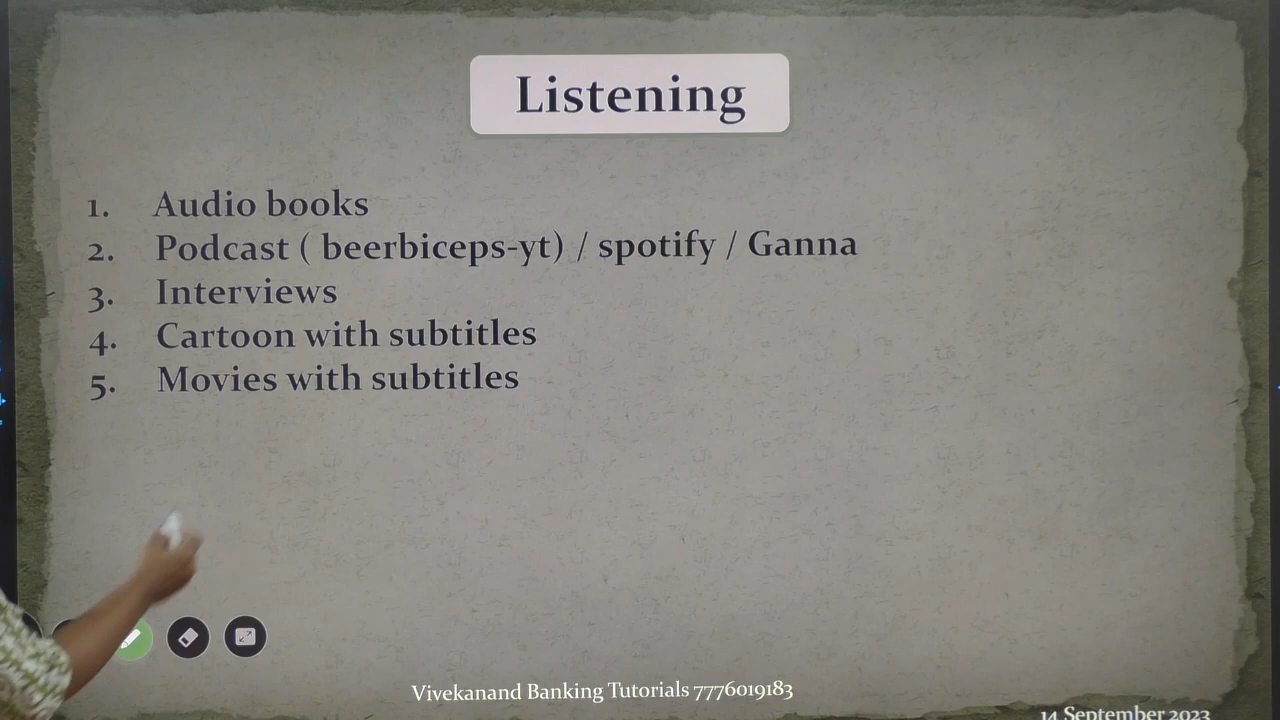 Listening
1. Audio books
2. Podcast ( beerbiceps-yt) / spotify / Ganna
3. Interviews
4. Cartoon with subtitles
5. Movies with subtitles
Vivekanand Banking Tutorials 7776019183
14 September 2023